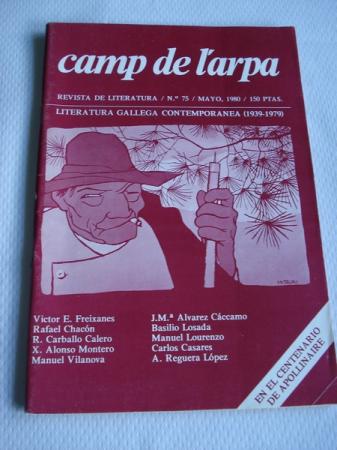 camp de l'arpa
REVISTA DE LITERATURA / N.º 75 / MAYO, 1980 / 150 PTAS.
LITERATURA GALLEGA CONTEMPORANEA (1939-1979)
Victor E. Freixanes
Rafael Chacón
R. Carballo Calero
X. Alonso Montero
Manuel Vilanova
J.M.ª Alvarez Cáccamo
Basilio Losada
Manuel Lourenzo
Carlos Casares
A. Reguera López
EN EL CENTENARIO
DE APOLLINAIRE